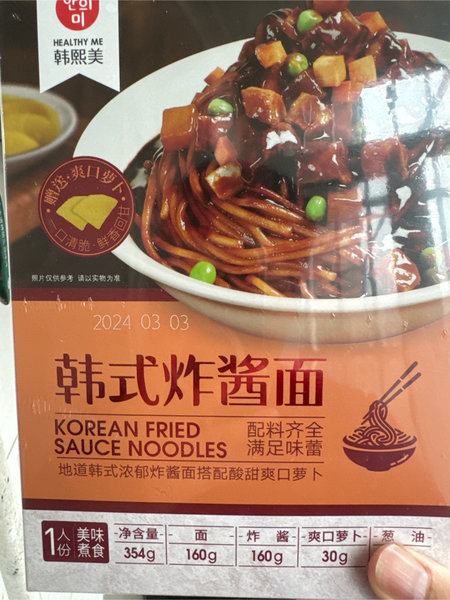 한희
미
HEALTHY ME
韩熙美
赠送·爽口萝卜
一口清脆·鲜香甘回甘
照片仅供参考 请以实物为准
2024 03 03
韩式炸酱面
KOREAN FRIED
SAUCE NOODLES
配料齐全
满足味蕾
地道韩式浓郁炸酱面搭配酸甜爽口萝卜
1人份
美味煮食
净含量 面 炸酱 爽口萝卜 葱油
354g 160g 160g 30g